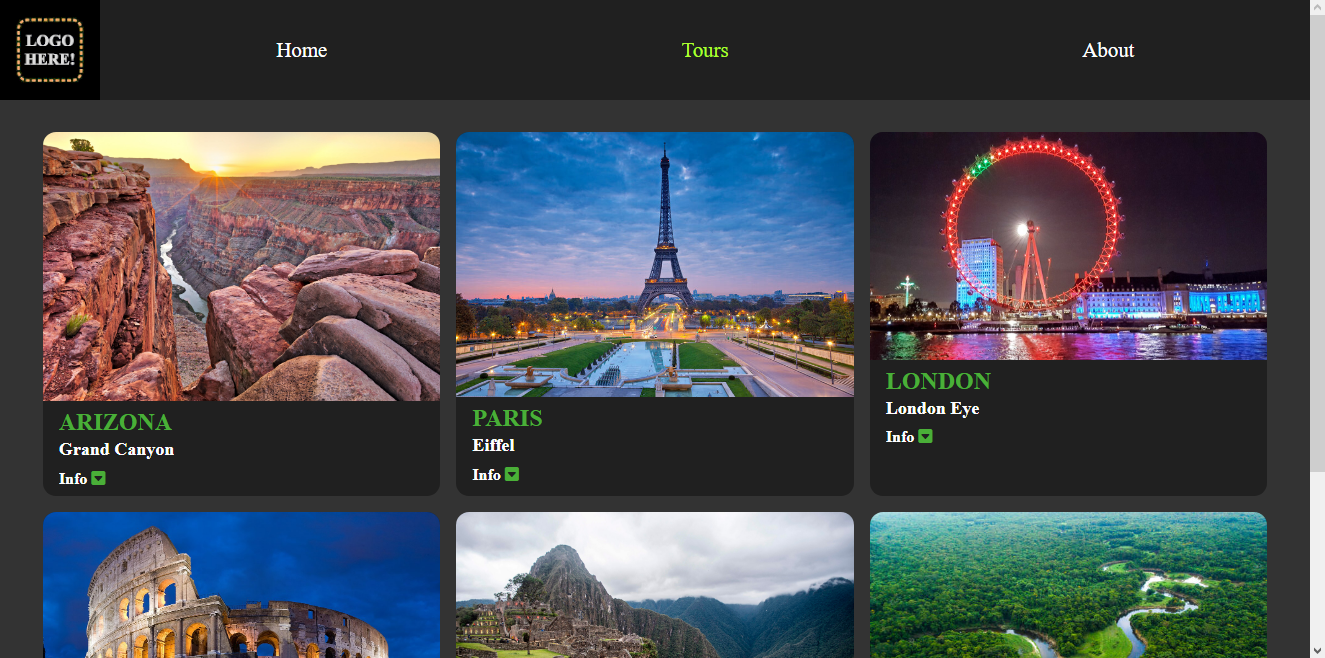 LOGO
HERE!
Home
Tours
About
ARIZONA
Grand Canyon
Info
PARIS
Eiffel
Info
LONDON
London Eye
Info